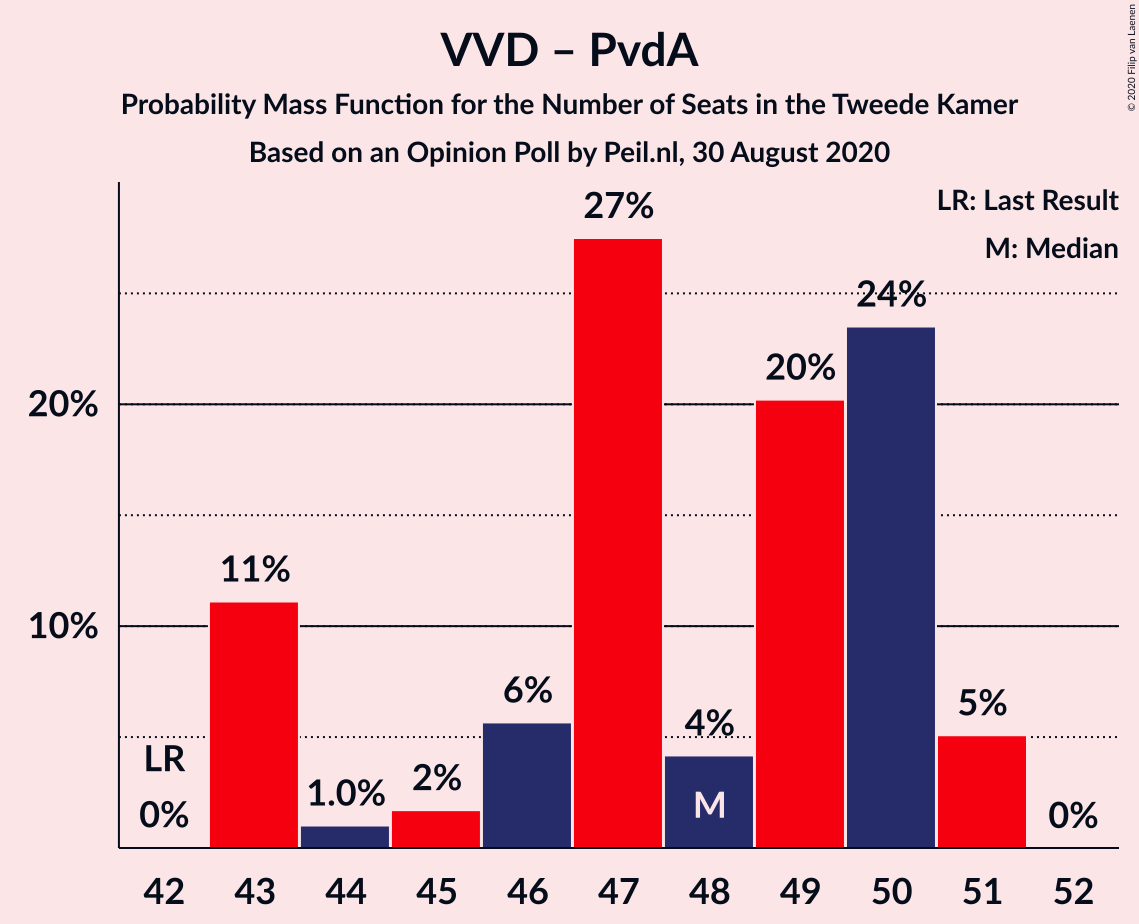 VVD – PvdA
Probability Mass Function for the Number of Seats in the Tweede Kamer
Based on an Opinion Poll by Peil.nl, 30 August 2020
© 2020 Filip van Laenen
LR: Last Result
M: Median
27%
24%
20%
20%
11%
10%
6%
5%
4%
LR
2%
1.0%
M
0%
0%
42 43 44 45 46 47 48 49 50 51 52